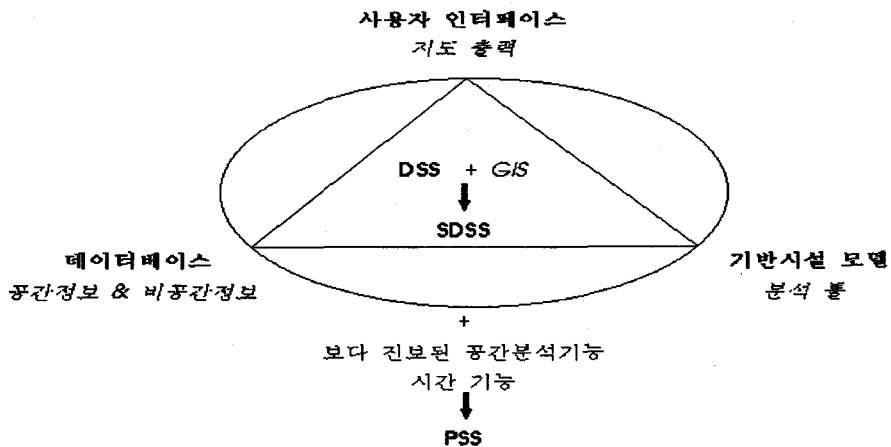 사용자 인터페이스
지도 출력
DSS + GIS
SDSS
데이터베이스
공간정보 & 비공간정보
기반시설 모델
분석 툴
+
보다 진보된 공간분석기능
시간 기능
PSS